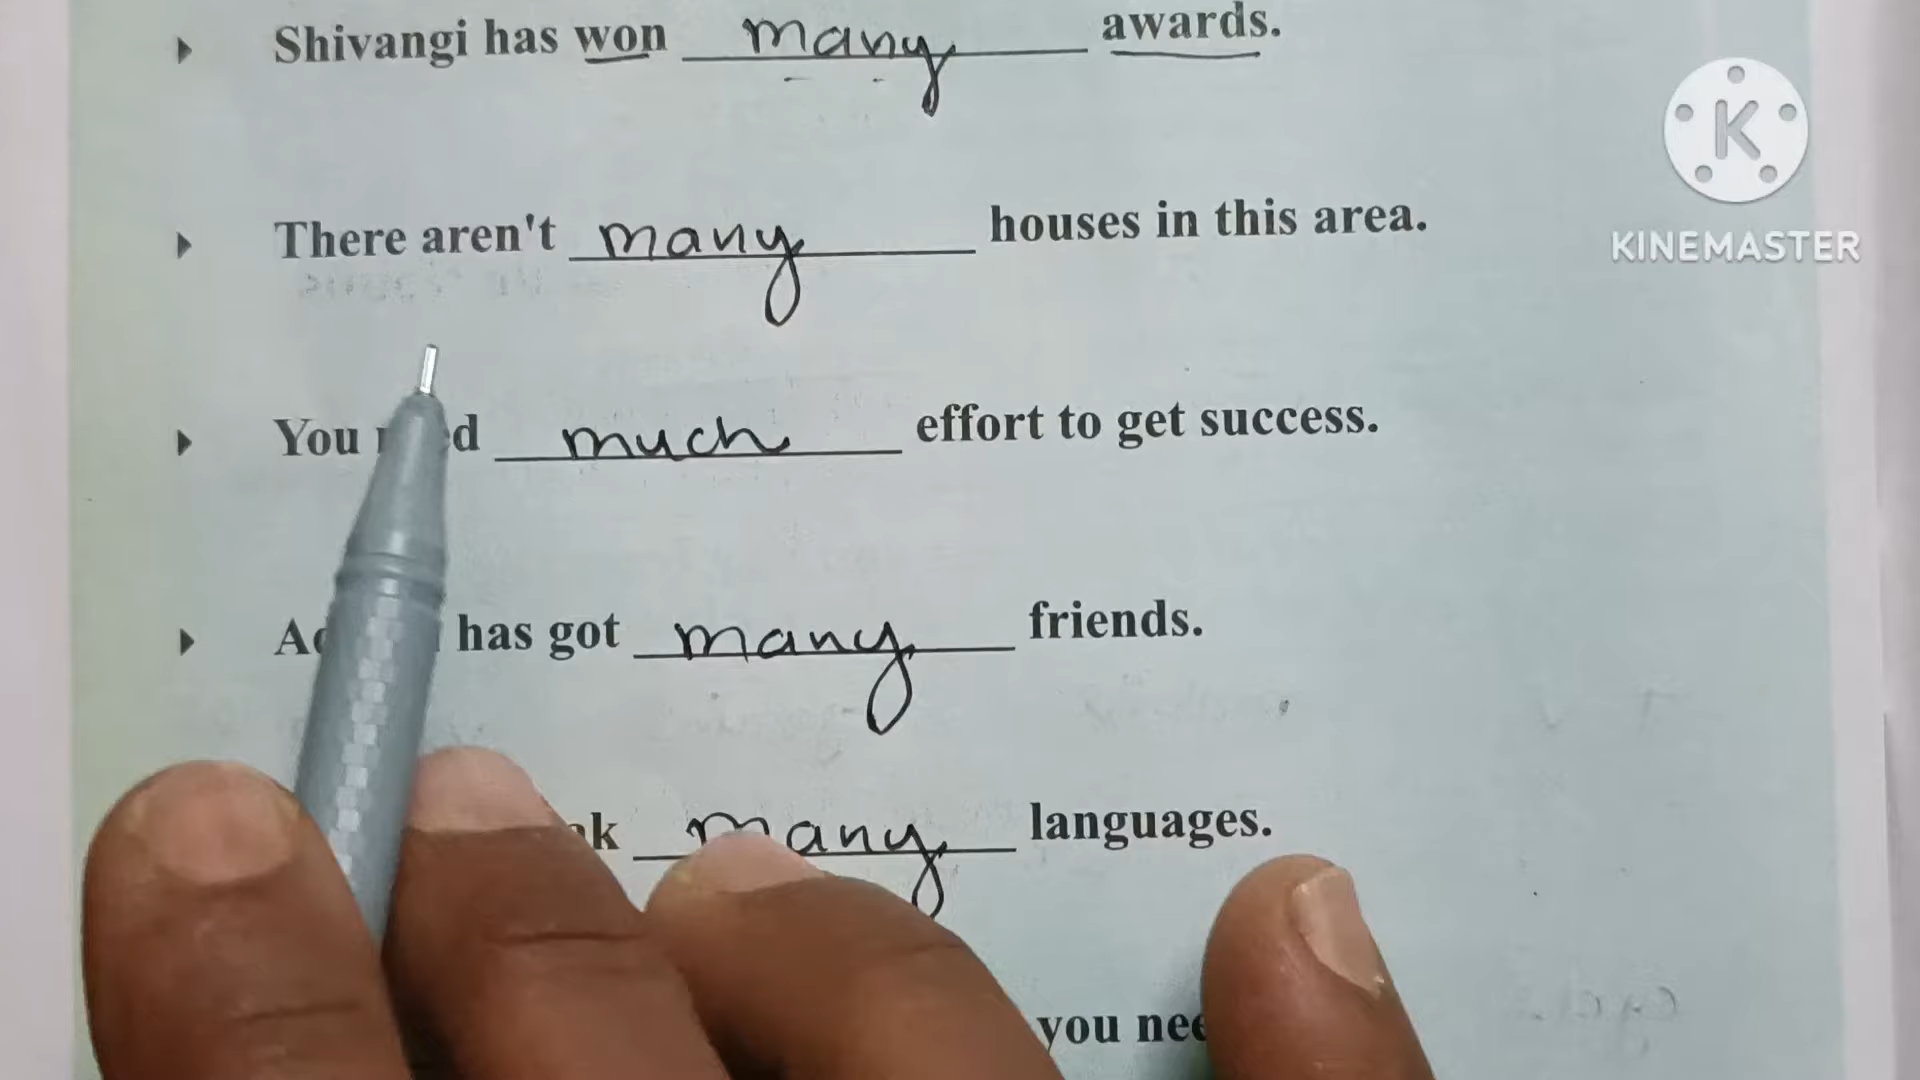 Shivangi has won many awards.
There aren't many houses in this area.
You much effort to get success.
has got many friends.
many languages.
you
K
KINEMASTER